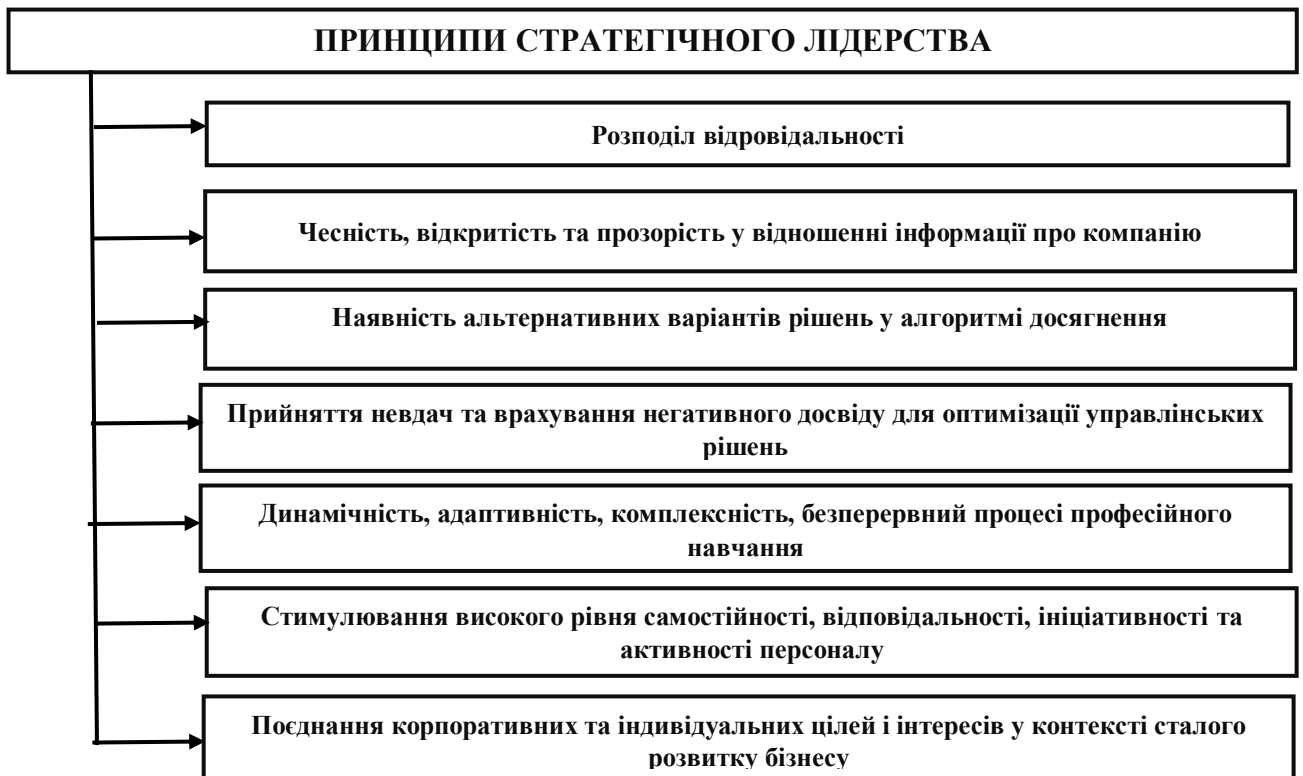 ПРИНЦИПИ СТРАТЕГІЧНОГО ЛІДЕРСТВА
Розподіл відровідальності
Чесність, відкритість та прозорість у відношенні інформації про компанію
Наявність альтернативних варіантів рішень у алгоритмі досягнення
Прийняття невдач та врахування негативного досвіду для оптимізації управлінських
рішень
Динамічність, адаптивність, комплексність, безперервний процесі професійного
навчання
Стимулювання високого рівня самостійності, відповідальності, ініціативності та
активності персоналу
Поєднання корпоративних та індивідуальних цілей і інтересів у контексті сталого
розвитку бізнесу